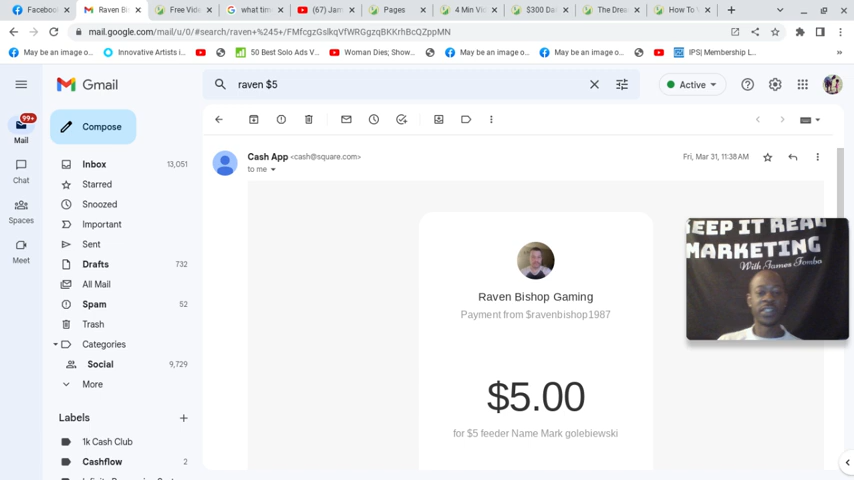 Facebook
Raven Bis
Free Vide
what time
(67) Jam
Pages
4 Min Vi
$300 Dai
The Drea
How To
mail.google.com/mail/u/0/#search/raven+%245+/FMfcgzGslkqVfWRGgzqBKKrhBcQZppMN
May be an image o...
Innovative Artists i...
50 Best Solo Ads V...
Woman Dies; Show...
May be an image o...
May be an image o...
IPS| Membership L...
»
Gmail
raven $5
Active
99+
Mail
Compose
Chat
Spaces
Meet
Inbox 13,051
Starred
Snoozed
Important
Sent
Drafts 732
All Mail
Spam 52
Trash
Categories
Social 9,729
More
Labels
1k Cash Club
Cashflow 2
Cash App <cash@square.com>
to me
Fri, Mar 31, 11:38 AM
Raven Bishop Gaming
Payment from $ravenbishop1987
$5.00
for $5 feeder Name Mark golebiewski
KEEP IT REAL
MARKETING
With James Fomba